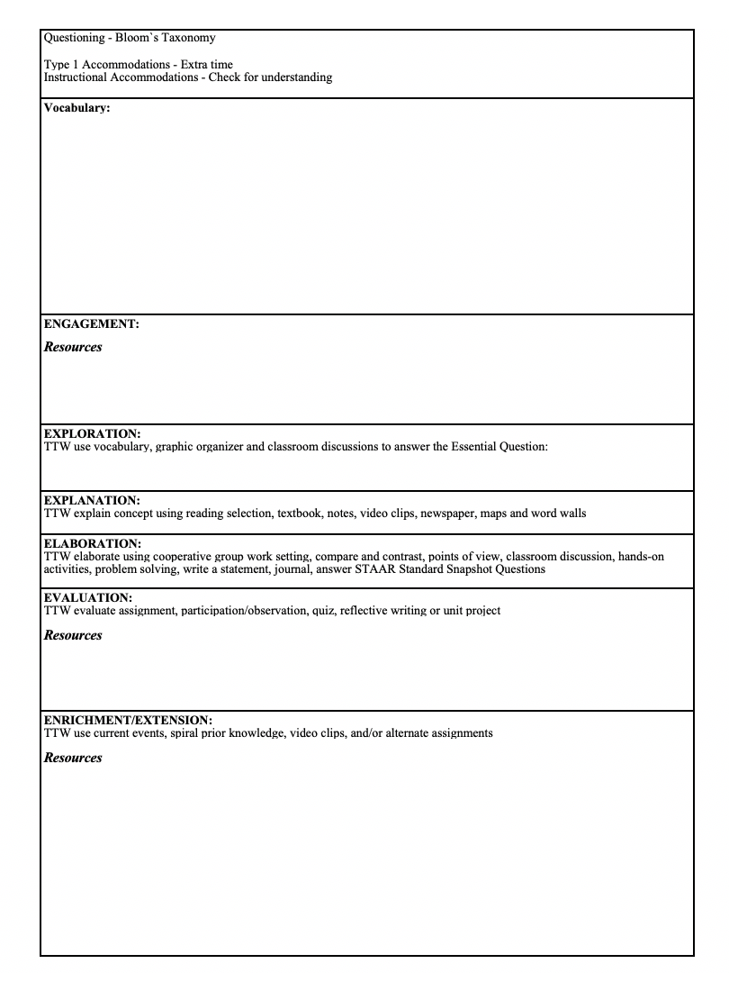 Questioning - Bloom`s Taxonomy
Type 1 Accommodations - Extra time
Instructional Accommodations - Check for understanding
Vocabulary:
ENGAGEMENT:
Resources
EXPLORATION:
TTW use vocabulary, graphic organizer and classroom discussions to answer the Essential Question:
EXPLANATION:
TTW explain concept using reading selection, textbook, notes, video clips, newspaper, maps and word walls
ELABORATION:
TTW elaborate using cooperative group work setting, compare and contrast, points of view, classroom discussion, hands-on
activities, problem solving, write a statement, journal, answer STAAR Standard Snapshot Questions
EVALUATION:
TTW evaluate assignment, participation/observation, quiz, reflective writing or unit project
Resources
ENRICHMENT/EXTENSION:
TTW use current events, spiral prior knowledge, video clips, and/or alternate assignments
Resources